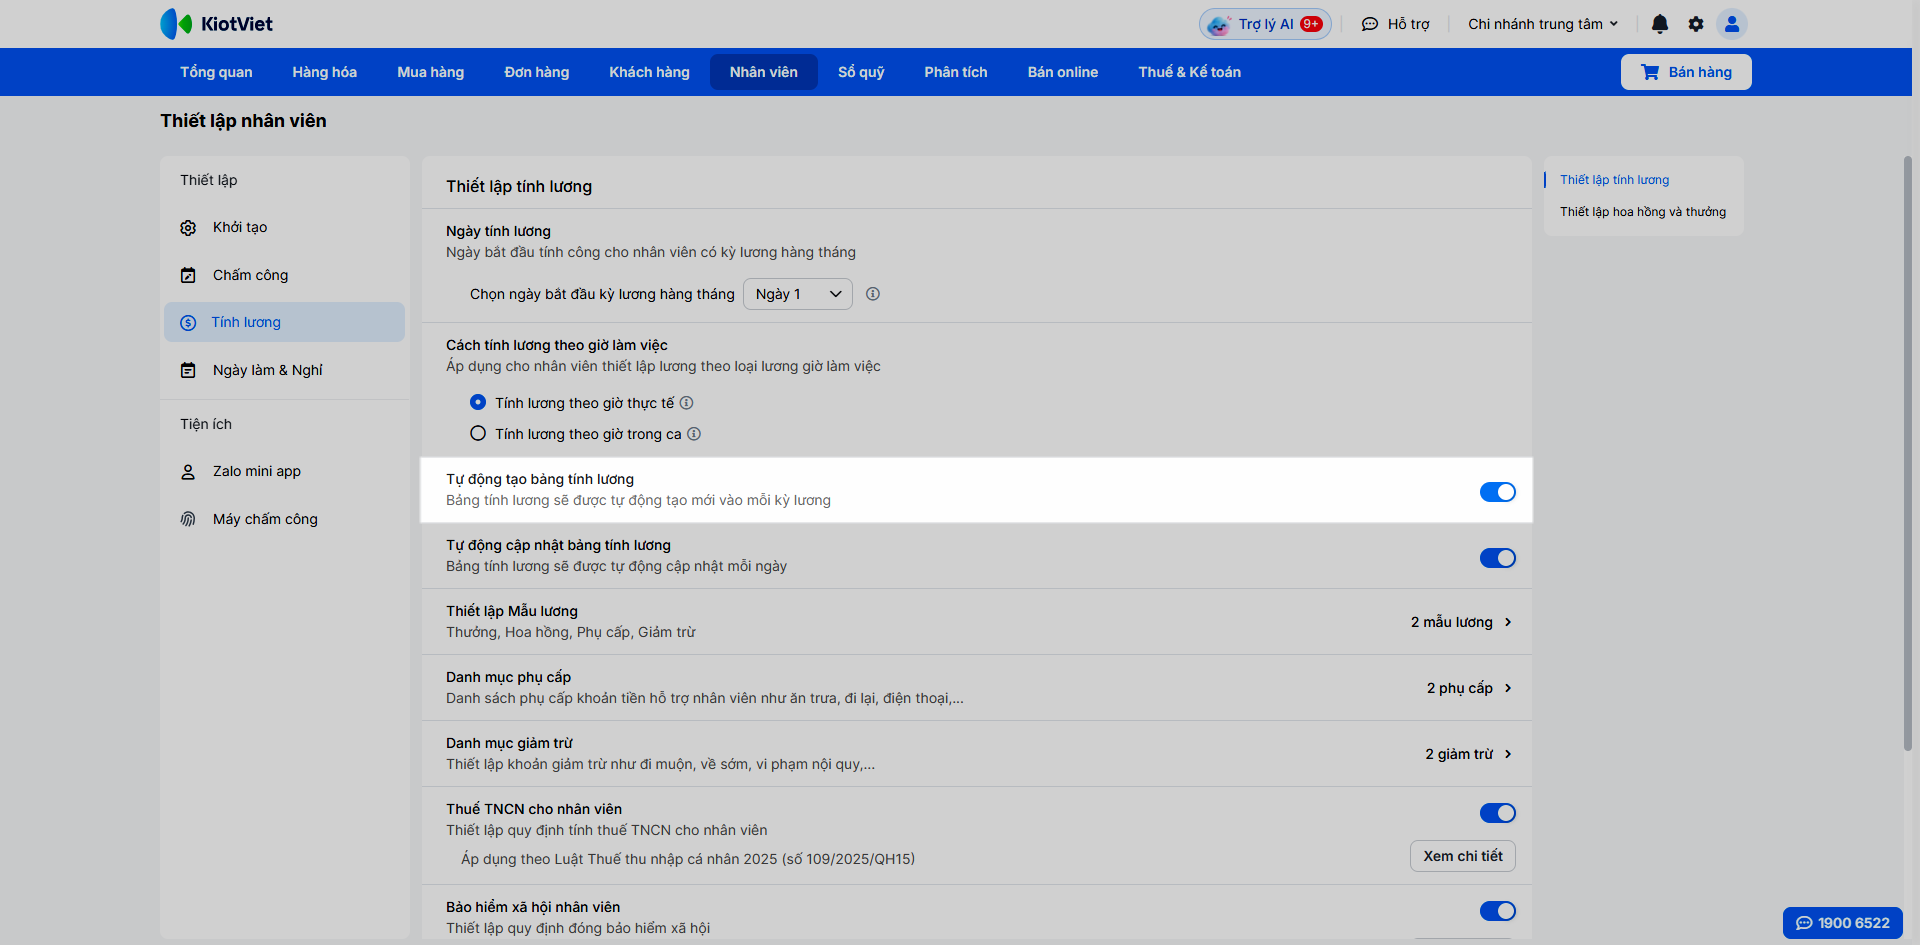 KiotViet
Trợ lý AI 9+
Hỗ trợ
Chi nhánh trung tâm
Tổng quan
Hàng hóa
Mua hàng
Đơn hàng
Khách hàng
Nhân viên
Sổ quỹ
Phân tích
Bán online
Thuế & Kế toán
Bán hàng
Thiết lập nhân viên
Thiết lập
Khởi tạo
Chấm công
Tính lương
Ngày làm & Nghỉ
Tiện ích
Zalo mini app
Máy chấm công
Thiết lập tính lương
Ngày tính lương
Ngày bắt đầu tính công cho nhân viên có kỳ lương hàng tháng
Chọn ngày bắt đầu kỳ lương hàng tháng
Ngày 1
Cách tính lương theo giờ làm việc
Áp dụng cho nhân viên thiết lập lương theo loại lương giờ làm việc
Tính lương theo giờ thực tế
Tính lương theo giờ trong ca
Tự động tạo bảng tính lương
Bảng tính lương sẽ được tự động tạo mới vào mỗi kỳ lương
Tự động cập nhật bảng tính lương
Bảng tính lương sẽ được tự động cập nhật mỗi ngày
Thiết lập Mẫu lương
Thưởng, Hoa hồng, Phụ cấp, Giảm trừ
2 mẫu lương
Danh mục phụ cấp
Danh sách phụ cấp khoản tiền hỗ trợ nhân viên như ăn trưa, đi lại, điện thoại,...
2 phụ cấp
Danh mục giảm trừ
Thiết lập khoản giảm trừ như đi muộn, về sớm, vi phạm nội quy,...
2 giảm trừ
Thuế TNCN cho nhân viên
Thiết lập quy định tính thuế TNCN cho nhân viên
Áp dụng theo Luật Thuế thu nhập cá nhân 2025 (số 109/2025/QH15)
Xem chi tiết
Bảo hiểm xã hội nhân viên
Thiết lập quy định đóng bảo hiểm xã hội
Thiết lập tính lương
Thiết lập hoa hồng và thưởng
1900 6522